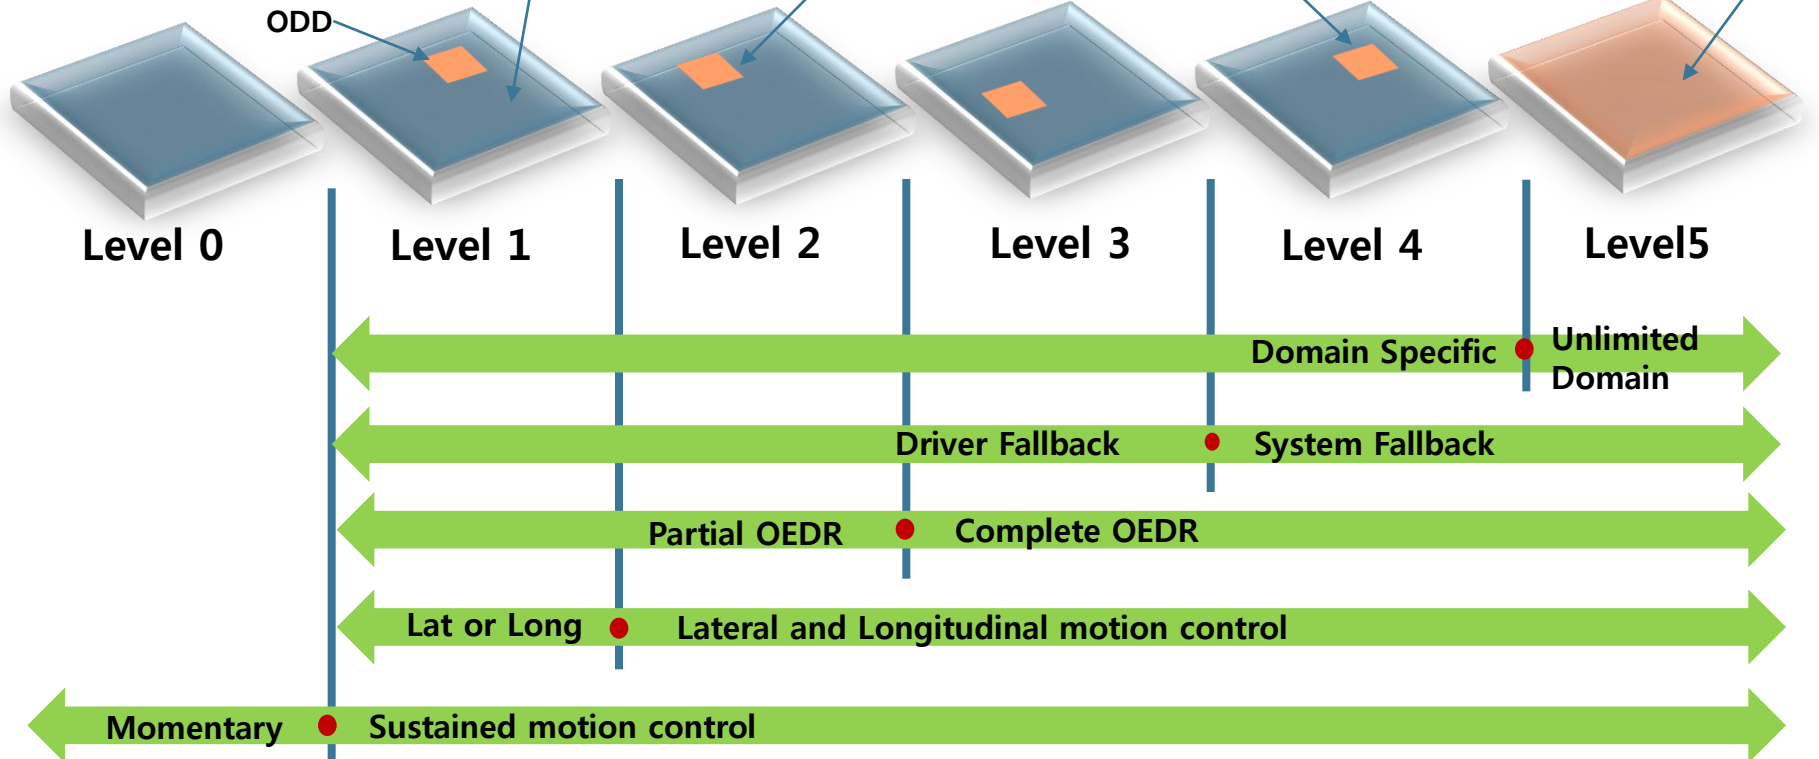 ODD
Level 0
Level 1
Level 2
Level 3
Level 4
Level5
Domain Specific
Unlimited
Domain
Driver Fallback
System Fallback
Partial OEDR
Complete OEDR
Lat or Long
Lateral and Longitudinal motion control
Momentary
Sustained motion control